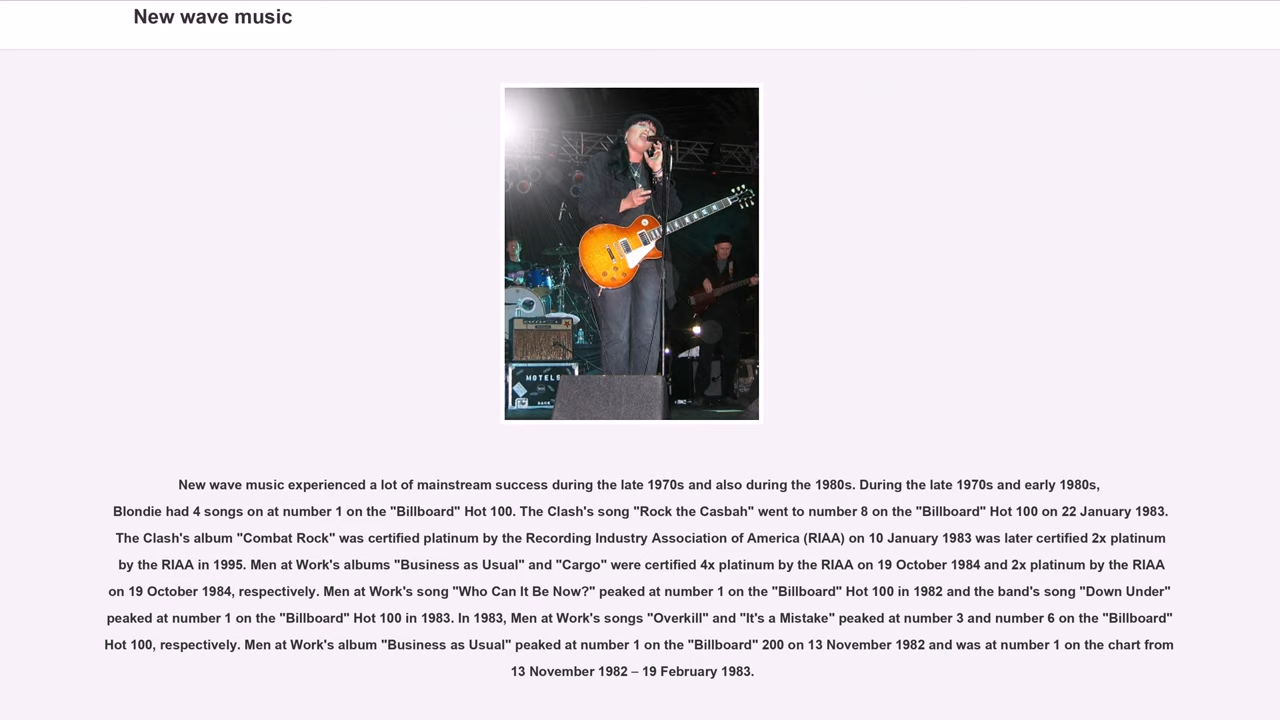 New wave music
MOTELS
New wave music experienced a lot of mainstream success during the late 1970s and also during the 1980s. During the late 1970s and early 1980s,
Blondie had 4 songs on at number 1 on the "Billboard" Hot 100. The Clash's song "Rock the Casbah" went to number 8 on the "Billboard" Hot 100 on 22 January 1983.
The Clash's album "Combat Rock" was certified platinum by the Recording Industry Association of America (RIAA) on 10 January 1983 was later certified 2x platinum
by the RIAA in 1995. Men at Work's albums "Business as Usual" and "Cargo" were certified 4x platinum by the RIAA on 19 October 1984 and 2x platinum by the RIAA
on 19 October 1984, respectively. Men at Work's song "Who Can It Be Now?" peaked at number 1 on the "Billboard" Hot 100 in 1982 and the band's song "Down Under"
peaked at number 1 on the "Billboard" Hot 100 in 1983. In 1983, Men at Work's songs "Overkill" and "It's a Mistake" peaked at number 3 and number 6 on the "Billboard"
Hot 100, respectively. Men at Work's album "Business as Usual" peaked at number 1 on the "Billboard" 200 on 13 November 1982 and was at number 1 on the chart from
13 November 1982 – 19 February 1983.